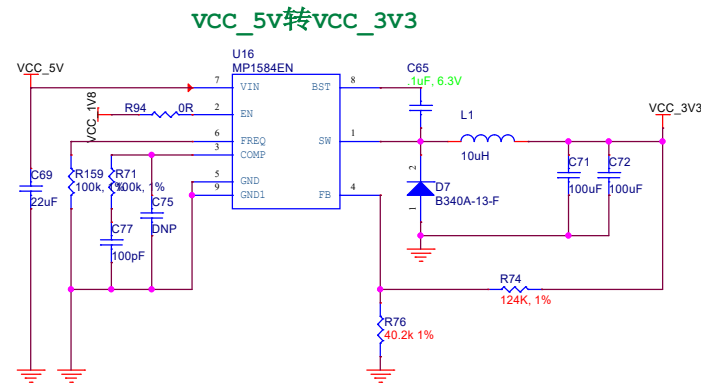 VCC_5V转VCC_3V3
U16
MP1584EN
VCC_5V
7
VIN
BST
8
C65
.1uF, 6.3V
VCC_1V8
R94
0R
2
EN
L1
10uH
VCC_3V3
6
FREQ
SW
1
3
COMP
C69
22uF
R159
100k, 1%
R71
100k, 1%
C75
DNP
C77
100pF
5
GND
9
GND1
FB
4
2
D7
B340A-13-F
1
C71
100uF
C72
100uF
R74
124K, 1%
R76
40.2k 1%